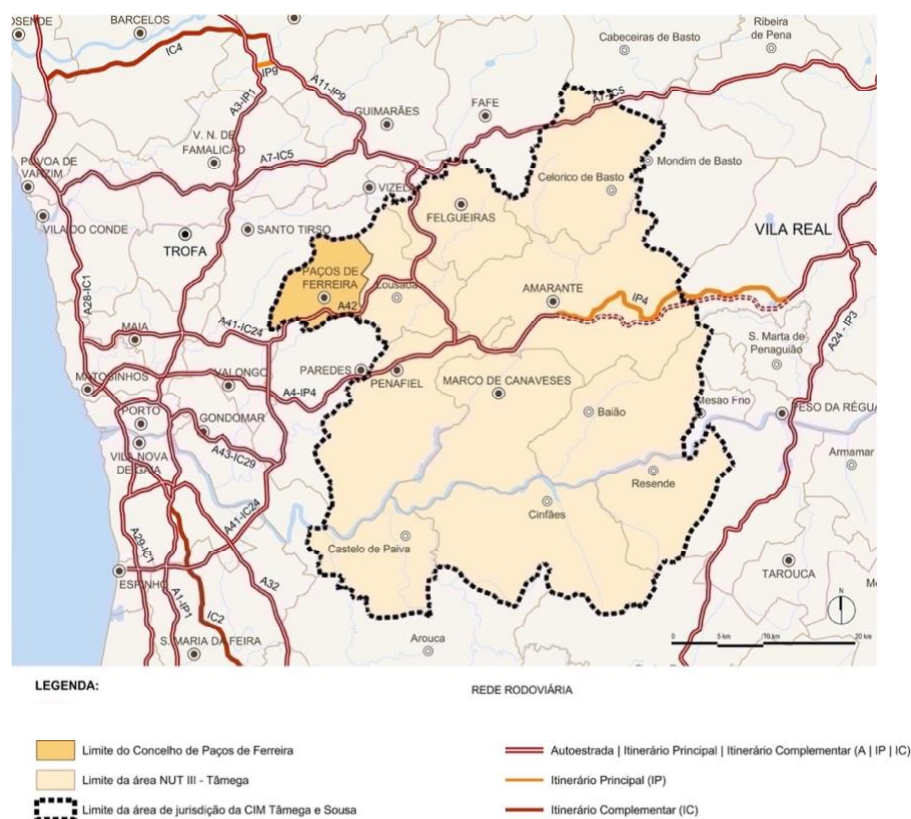 BARCELOS
IC4
Cabeceiras de Basto
Ribeira
de Pena
IP9
A11-IP9
A3-IP1
GUIMARÃES
FAFE
A7-IC5
V. N. DE
FAMALICÃO
A7-IC5
Mondim de Basto
PÓVOA DE
VARZIM
VIZELA
Celorico de Basto
FELGUEIRAS
VILA DO CONDE
TROFA
SANTO TIRSO
VILA REAL
PAÇOS DE
FERREIRA
Lousada
A42
AMARANTE
IP4
A28-IC1
MAIA
A41-IC24
S. Marta de
Penaguião
A24 - IP3
MATOSINHOS
VALONGO
PAREDES
PENAFIEL
A4-IP4
MARCO DE CANAVESES
PORTO
GONDOMAR
Baião
Mesão Frio
PESO DA RÉGUA
VILA NOVA
DE GAIA
A43-IC29
Armamar
Resende
A41-IC24
Cinfães
A29-IC1
Castelo de Paiva
ESPINHO
A32
TAROUCA
N
A1-IP1
IC2
S. MARIA DA FEIRA
Arouca
0 5 km 10 km 20 km
LEGENDA:
REDE RODOVIÁRIA
Limite do Concelho de Paços de Ferreira
Autoestrada | Itinerário Principal | Itinerário Complementar (A | IP | IC)
Limite da área NUT III - Tâmega
Itinerário Principal (IP)
Limite da área de jurisdição da CIM Tâmega e Sousa
Itinerário Complementar (IC)